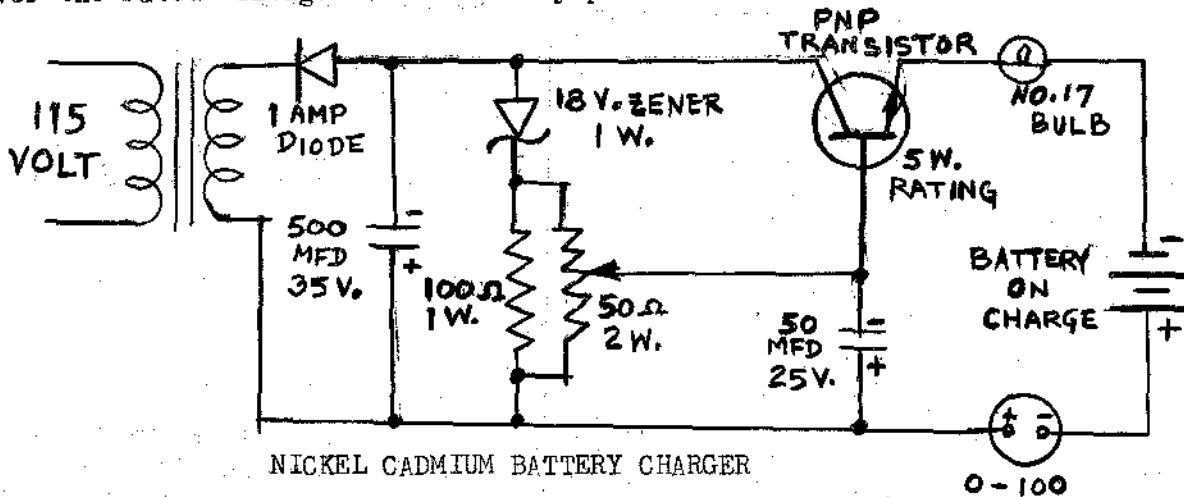 PNP
TRANSISTOR
115
VOLT
1 AMP
DIODE
18 V. ZENER
1 W.
NO. 17
BULB
5 W.
RATING
500
MFD
35 V.
-
+
100Ω
1 W.
50Ω
2 W.
50
MFD
25 V.
-
+
BATTERY
ON
CHARGE
-
+
+ -
NICKEL CADMIUM BATTERY CHARGER
0-100